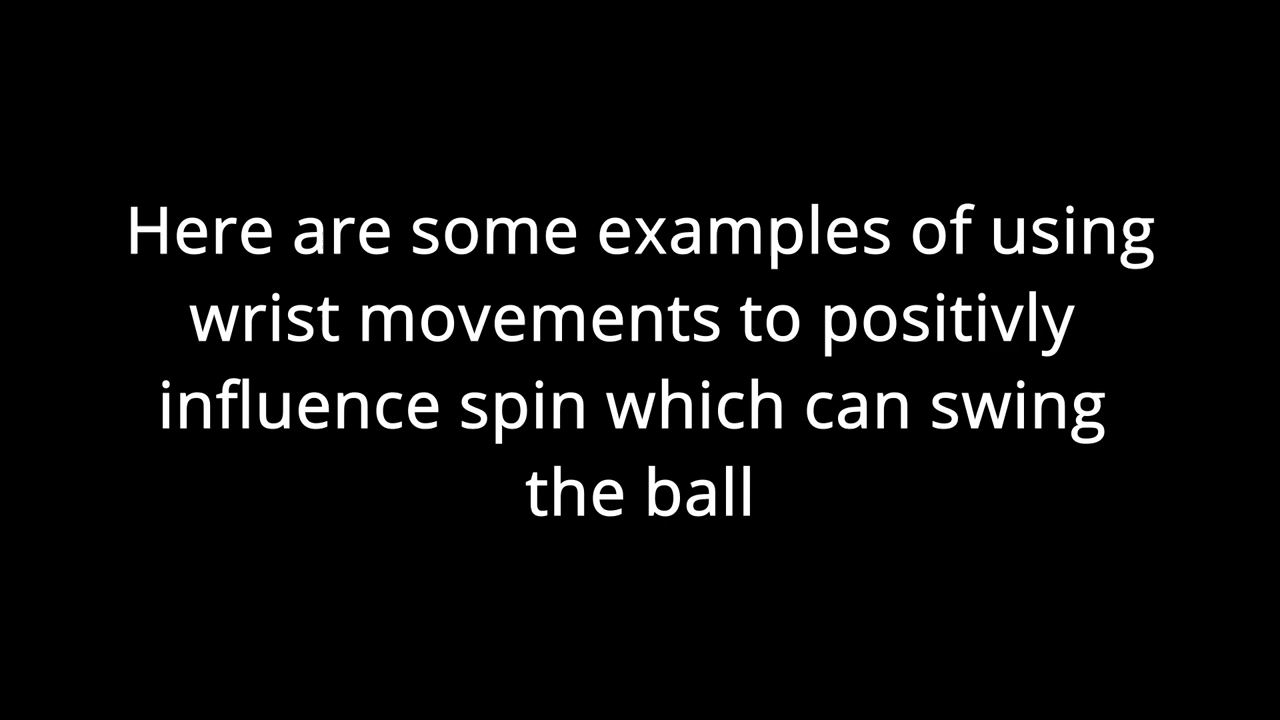 Here are some examples of using
wrist movements to positivly
influence spin which can swing
the ball